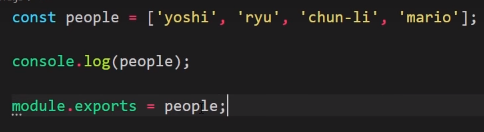 const people = ['yoshi', 'ryu', 'chun-li', 'mario'];
console.log(people);
module.exports = people;